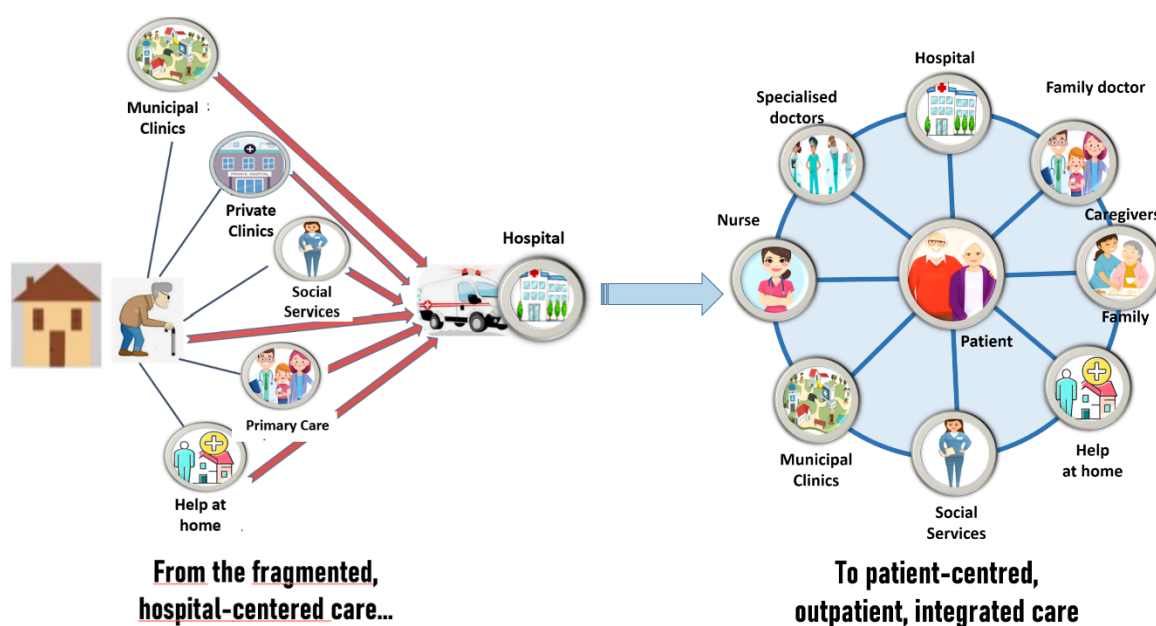 Municipal :
Clinics
PRIVATE HOSPITAL
Private
Clinics
Social
Services
Hospital
Primary Care
Help at
home .
From the fragmented,
hospital-centered care...
Hospital
Specialised
doctors
Family doctor
Nurse
Caregivers
Family
Patient
Municipal
Clinics
Help
at home
Social
Services
To patient-centred,
outpatient, integrated care